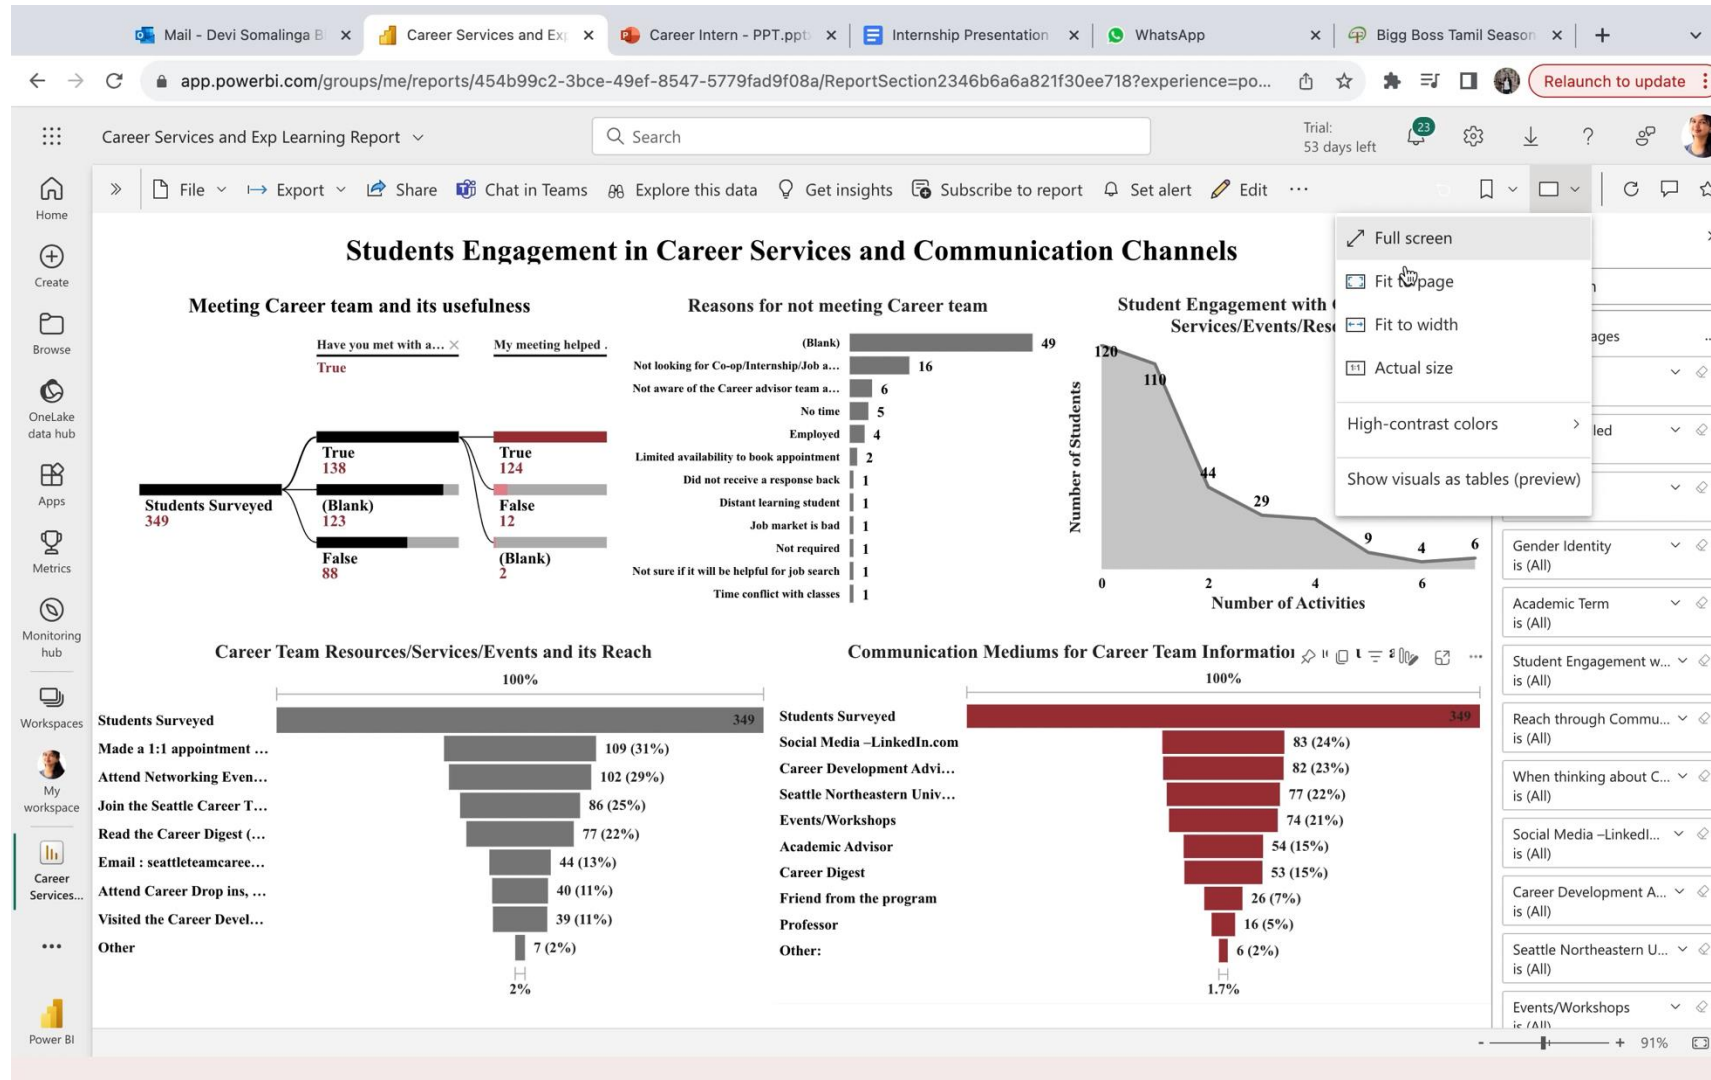 Mail - Devi Somalinga B
Career Services and Exp
Career Intern - PPT.ppt
Internship Presentation
WhatsApp
Bigg Boss Tamil Season
app.powerbi.com/groups/me/reports/454b99c2-3bce-49ef-8547-5779fad9f08a/ReportSection2346b6a6a821f30ee718?experience=po...
Relaunch to update
Career Services and Exp Learning Report
Search
Trial:
53 days left
23
File
Export
Share
Chat in Teams
Explore this data
Get insights
Subscribe to report
Set alert
Edit
Home
Create
Browse
OneLake
data hub
Apps
Metrics
Monitoring
hub
Workspaces
My
workspace
Career
Services...
Power BI
Students Engagement in Career Services and Communication Channels
Full screen
Fit to page
Fit to width
Actual size
High-contrast colors
Show visuals as tables (preview)
Meeting Career team and its usefulness
Have you met with a...
True
My meeting helped .
Students Surveyed
349
True
138
(Blank)
123
False
88
True
124
False
12
(Blank)
2
Reasons for not meeting Career team
(Blank) 49
Not looking for Co-op/Internship/Job a... 16
Not aware of the Career advisor team a... 6
No time 5
Employed 4
Limited availability to book appointment 2
Did not receive a response back 1
Distant learning student 1
Job market is bad 1
Not required 1
Not sure if it will be helpful for job search 1
Time conflict with classes 1
Student Engagement with
Services/Events/Res
Number of Students
120
110
44
29
9
4
6
0 2 4 6
Number of Activities
ages
led
Gender Identity
is (All)
Academic Term
is (All)
Student Engagement w...
is (All)
Reach through Commu...
is (All)
When thinking about C...
is (All)
Social Media –LinkedI...
is (All)
Career Development A...
is (All)
Seattle Northeastern U...
is (All)
Events/Workshops
is (All)
Career Team Resources/Services/Events and its Reach
100%
Students Surveyed 349
Made a 1:1 appointment ... 109 (31%)
Attend Networking Even... 102 (29%)
Join the Seattle Career T... 86 (25%)
Read the Career Digest (... 77 (22%)
Email : seattleteamcaree... 44 (13%)
Attend Career Drop ins, ... 40 (11%)
Visited the Career Devel... 39 (11%)
Other 7 (2%)
2%
Communication Mediums for Career Team Information
100%
Students Surveyed 349
Social Media –LinkedIn.com 83 (24%)
Career Development Advi... 82 (23%)
Seattle Northeastern Univ... 77 (22%)
Events/Workshops 74 (21%)
Academic Advisor 54 (15%)
Career Digest 53 (15%)
Friend from the program 26 (7%)
Professor 16 (5%)
Other: 6 (2%)
1.7%
91%